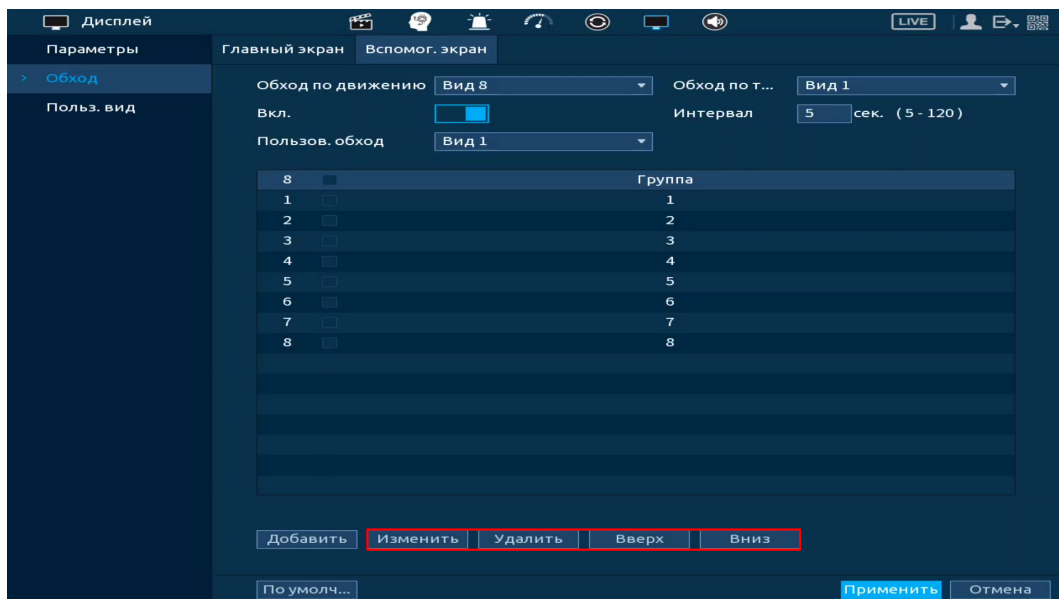 Дисплей LIVE
Параметры
Обход
Польз. вид
Главный экран Вспомог. экран
Обход по движению Вид 8 Обход по т... Вид 1
Вкл. Интервал 5 сек. (5-120)
Пользов. обход Вид 1
8 Группа
1 1
2 2
3 3
4 4
5 5
6 6
7 7
8 8
Добавить Изменить Удалить Вверх Вниз
По умолч... Применить Отмена